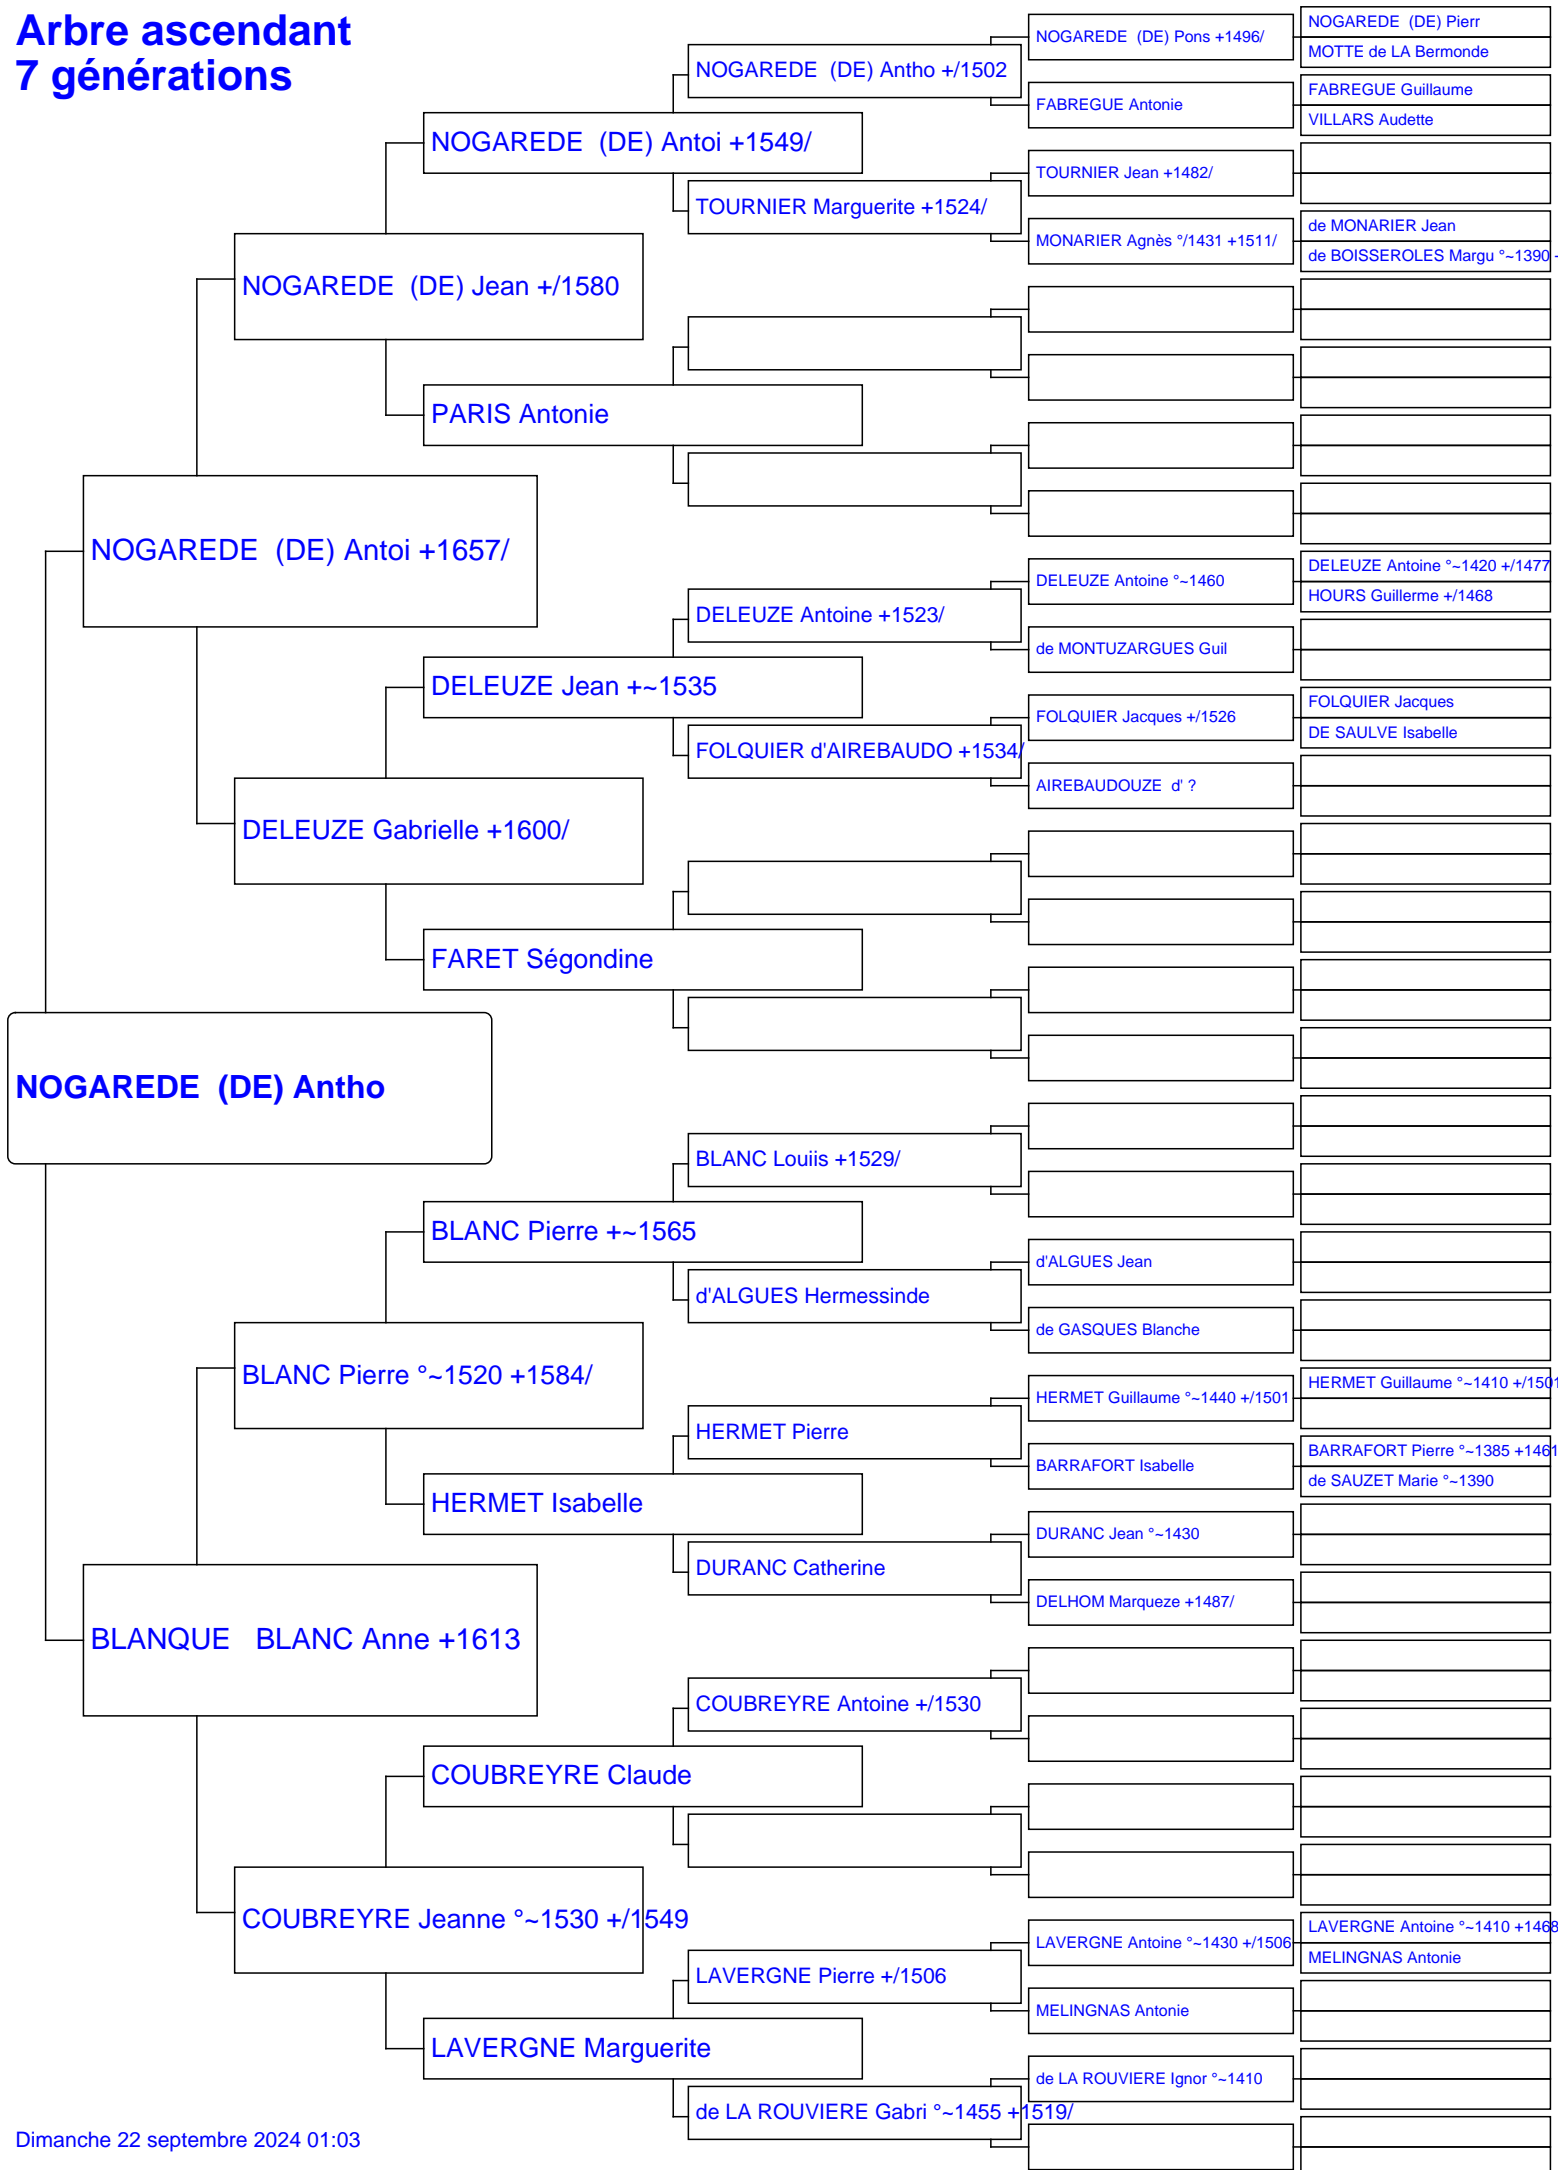 Arbre ascendant
7 générations
NOGAREDE  (DE) Antho
NOGAREDE  (DE) Antoi +1657/
BLANQUE   BLANC Anne +1613
NOGAREDE  (DE) Jean +/1580
DELEUZE Gabrielle +1600/
BLANC Pierre °~1520 +1584/
COUBREYRE Jeanne °~1530 +/1549
NOGAREDE  (DE) Antoi +1549/
PARIS Antonie
DELEUZE Jean +~1535
FARET Ségondine
BLANC Pierre +~1565
HERMET Isabelle
COUBREYRE Claude
LAVERGNE Marguerite
NOGAREDE  (DE) Antho +/1502
TOURNIER Marguerite +1524/
DELEUZE Antoine +1523/
FOLQUIER d'AIREBAUDO +1534/
BLANC Louiis +1529/
d'ALGUES Hermessinde
HERMET Pierre
DURANC Catherine
COUBREYRE Antoine +/1530
LAVERGNE Pierre +/1506
de LA ROUVIERE Gabri °~1455 +1519/
NOGAREDE  (DE) Pons +1496/
FABREGUE Antonie
TOURNIER Jean +1482/
MONARIER Agnès °/1431 +1511/
DELEUZE Antoine °~1460
de MONTUZARGUES Guil
FOLQUIER Jacques +/1526
AIREBAUDOUZE  d' ?
d'ALGUES Jean
de GASQUES Blanche
HERMET Guillaume °~1440 +/1501
BARRAFORT Isabelle
DURANC Jean °~1430
DELHOM Marqueze +1487/
LAVERGNE Antoine °~1430 +/1506
MELINGNAS Antonie
de LA ROUVIERE Ignor °~1410
NOGAREDE  (DE) Pierr
MOTTE de LA Bermonde
FABREGUE Guillaume
VILLARS Audette
de MONARIER Jean
de BOISSEROLES Margu °~1390
DELEUZE Antoine °~1420 +/1477
HOURS Guillerme +/1468
FOLQUIER Jacques
DE SAULVE Isabelle
HERMET Guillaume °~1410 +/1501
BARRAFORT Pierre °~1385 +1461
de SAUZET Marie °~1390
LAVERGNE Antoine °~1410 +1468
MELINGNAS Antonie
Dimanche 22 septembre 2024 01:03